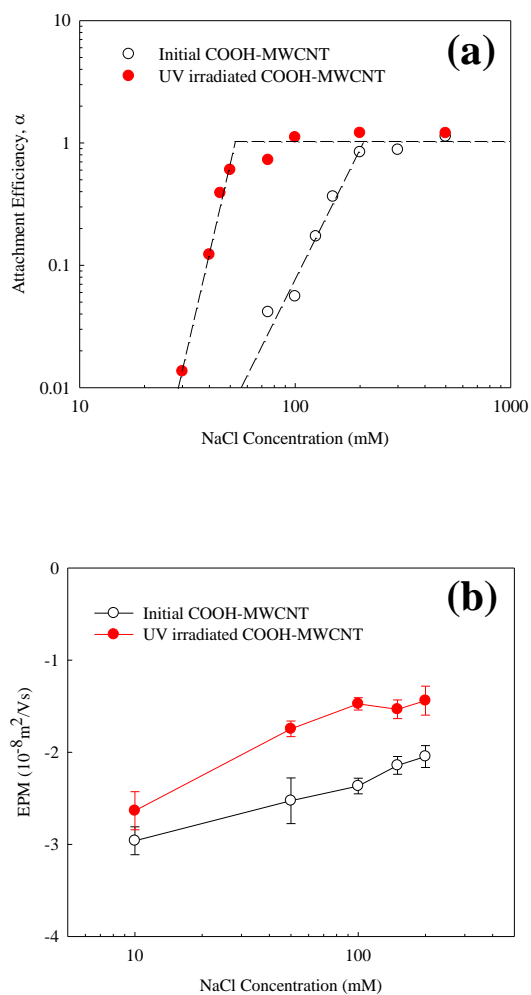 (a)
Initial COOH-MWCNT
UV irradiated COOH-MWCNT
Attachment Efficiency, α
10
1
0.1
0.01
10 100 1000
NaCl Concentration (mM)
(b)
Initial COOH-MWCNT
UV irradiated COOH-MWCNT
EPM (10⁻⁸m²/Vs)
0
-1
-2
-3
-4
10 100
NaCl Concentration (mM)